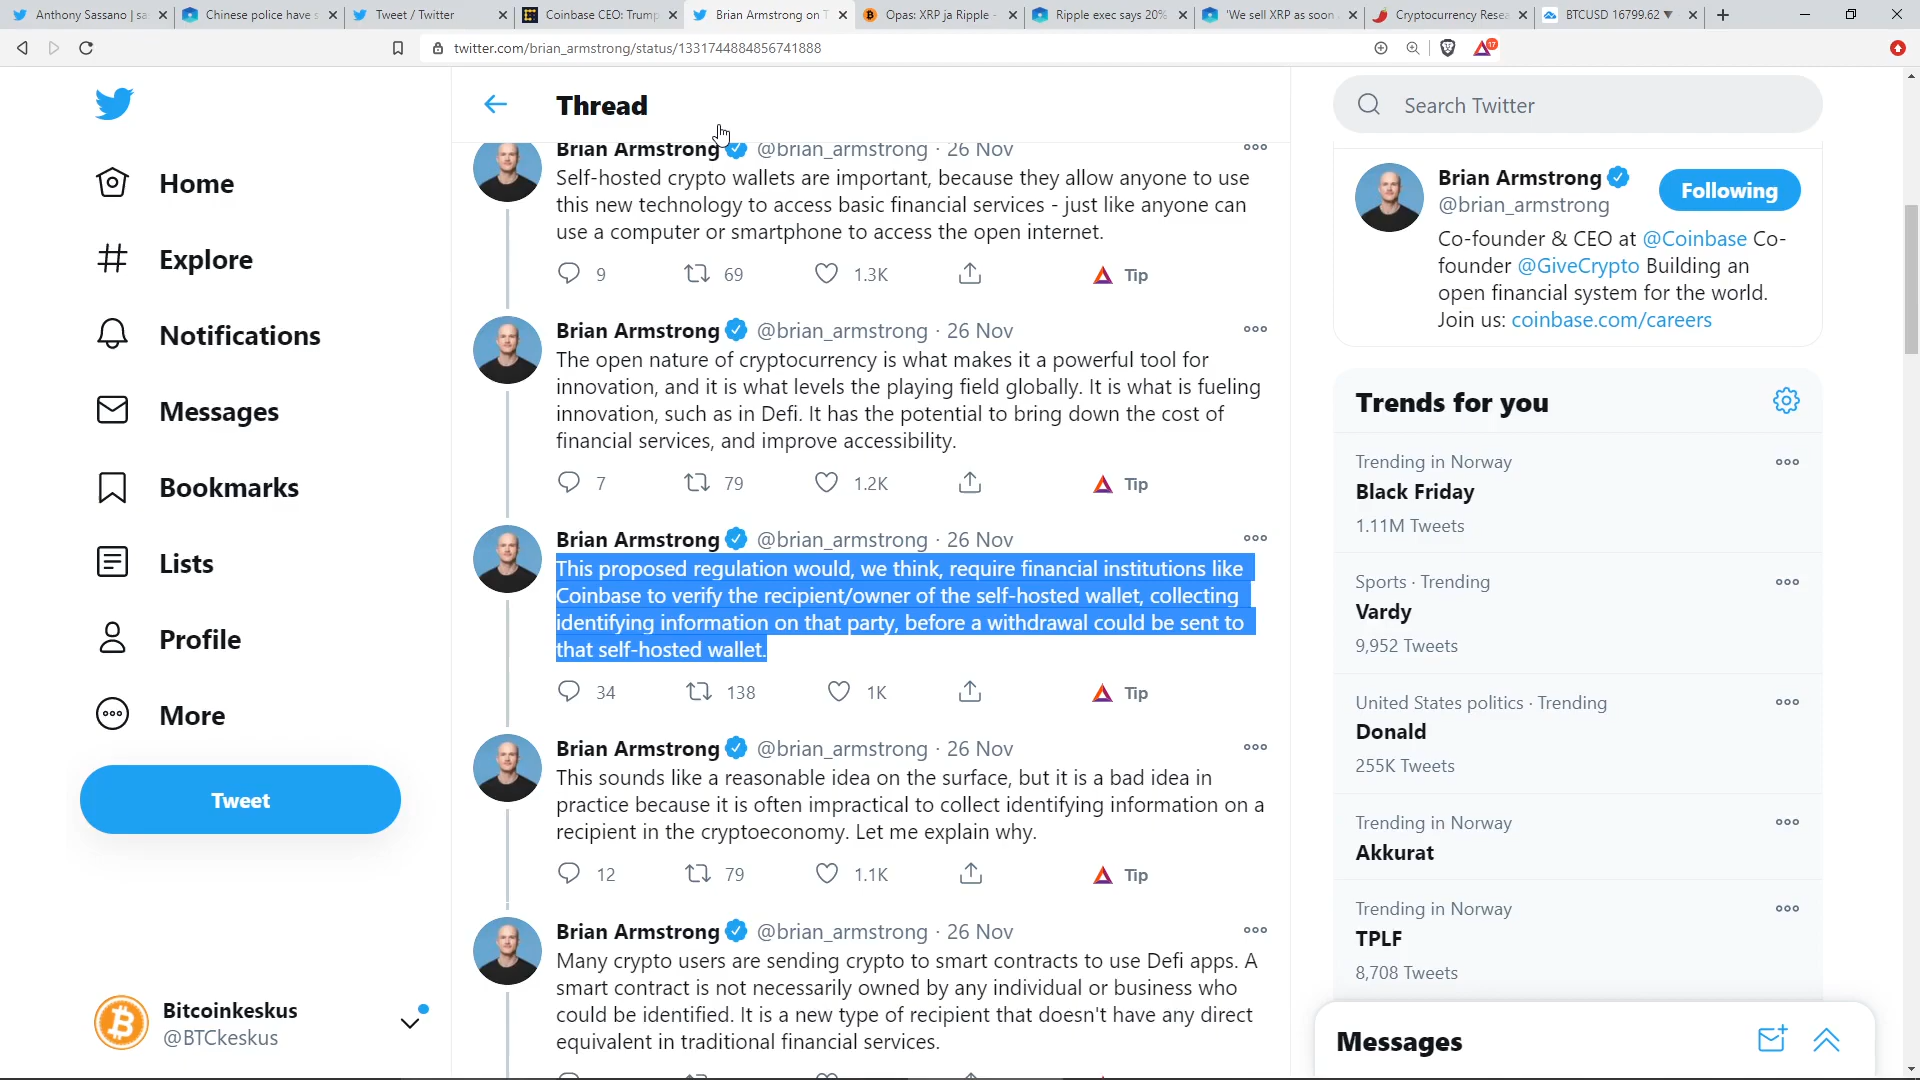 Anthony Sassano | sa
Chinese police have s
Tweet / Twitter
Coinbase CEO: Trump
Brian Armstrong on T
Opas: XRP ja Ripple -
Ripple exec says 20%
'We sell XRP as soon
Cryptocurrency Resea
BTCUSD 16799.62 ▼
twitter.com/brian_armstrong/status/1331744884856741888
17
Home
Explore
Notifications
Messages
Bookmarks
Lists
Profile
More
Tweet
Bitcoinkeskus
@BTCkeskus
Thread
Brian Armstrong @brian_armstrong · 26 Nov
Self-hosted crypto wallets are important, because they allow anyone to use
this new technology to access basic financial services - just like anyone can
use a computer or smartphone to access the open internet.
9 69 1.3K Tip
Brian Armstrong @brian_armstrong · 26 Nov
The open nature of cryptocurrency is what makes it a powerful tool for
innovation, and it is what levels the playing field globally. It is what is fueling
innovation, such as in Defi. It has the potential to bring down the cost of
financial services, and improve accessibility.
7 79 1.2K Tip
Brian Armstrong @brian_armstrong · 26 Nov
This proposed regulation would, we think, require financial institutions like
Coinbase to verify the recipient/owner of the self-hosted wallet, collecting
identifying information on that party, before a withdrawal could be sent to
that self-hosted wallet.
34 138 1K Tip
Brian Armstrong @brian_armstrong · 26 Nov
This sounds like a reasonable idea on the surface, but it is a bad idea in
practice because it is often impractical to collect identifying information on a
recipient in the cryptoeconomy. Let me explain why.
12 79 1.1K Tip
Brian Armstrong @brian_armstrong · 26 Nov
Many crypto users are sending crypto to smart contracts to use Defi apps. A
smart contract is not necessarily owned by any individual or business who
could be identified. It is a new type of recipient that doesn't have any direct
equivalent in traditional financial services.
Search Twitter
Brian Armstrong
@brian_armstrong
Following
Co-founder & CEO at @Coinbase Co-
founder @GiveCrypto Building an
open financial system for the world.
Join us: coinbase.com/careers
Trends for you
Trending in Norway
Black Friday
1.11M Tweets
Sports · Trending
Vardy
9,952 Tweets
United States politics · Trending
Donald
255K Tweets
Trending in Norway
Akkurat
Trending in Norway
TPLF
8,708 Tweets
Messages